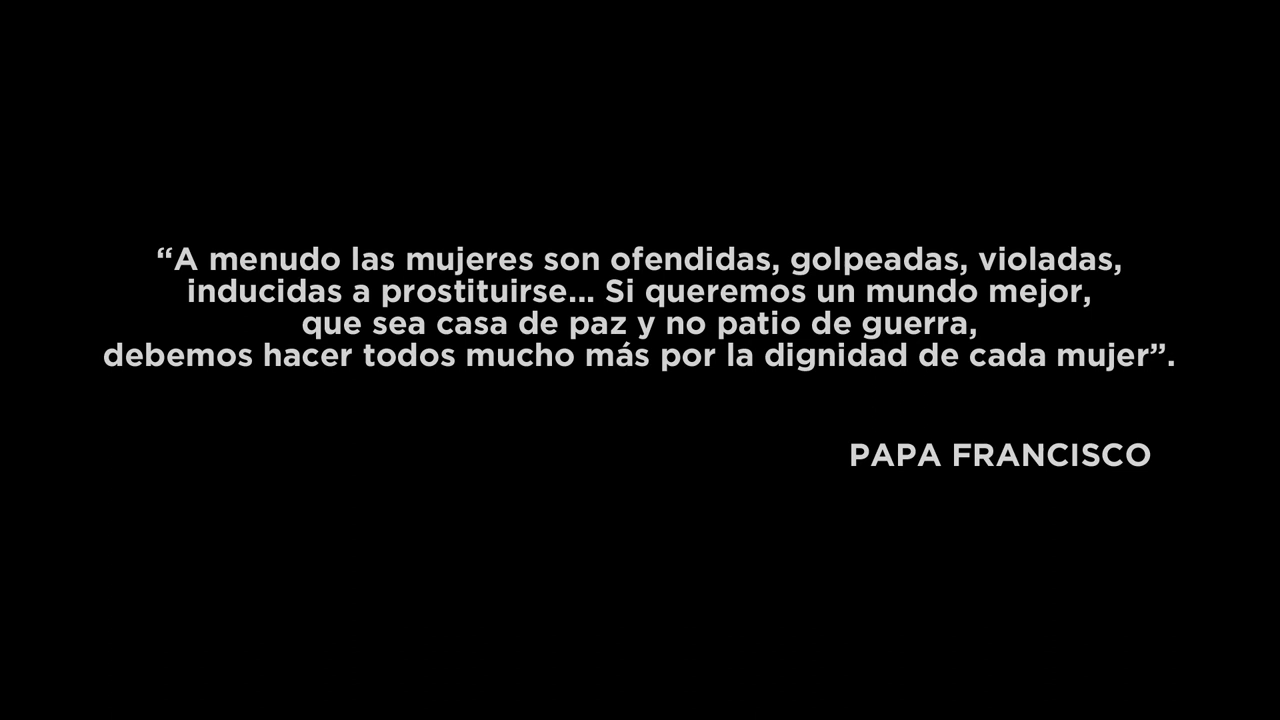 “A menudo las mujeres son ofendidas, golpeadas, violadas,
inducidas a prostituirse... Si queremos un mundo mejor,
que sea casa de paz y no patio de guerra,
debemos hacer todos mucho más por la dignidad de cada mujer”.
PAPA FRANCISCO